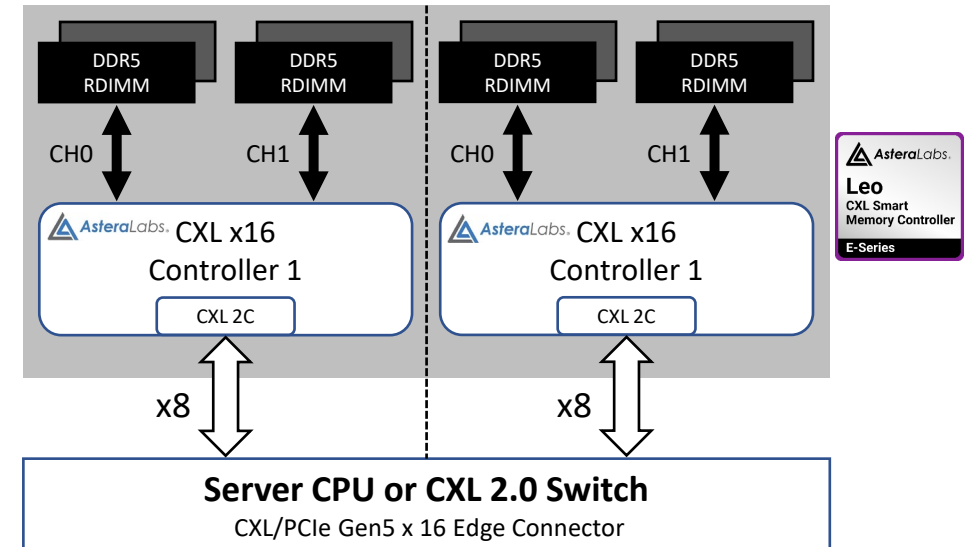 DDR5
RDIMM
DDR5
RDIMM
DDR5
RDIMM
DDR5
RDIMM
CH0
CH1
CH0
CH1
AsteraLabs.
CXL x16
Controller 1
CXL 2C
AsteraLabs.
CXL x16
Controller 1
CXL 2C
AsteraLabs.
Leo
CXL Smart
Memory Controller
E-Series
x8
x8
Server CPU or CXL 2.0 Switch
CXL/PCIe Gen5 x 16 Edge Connector